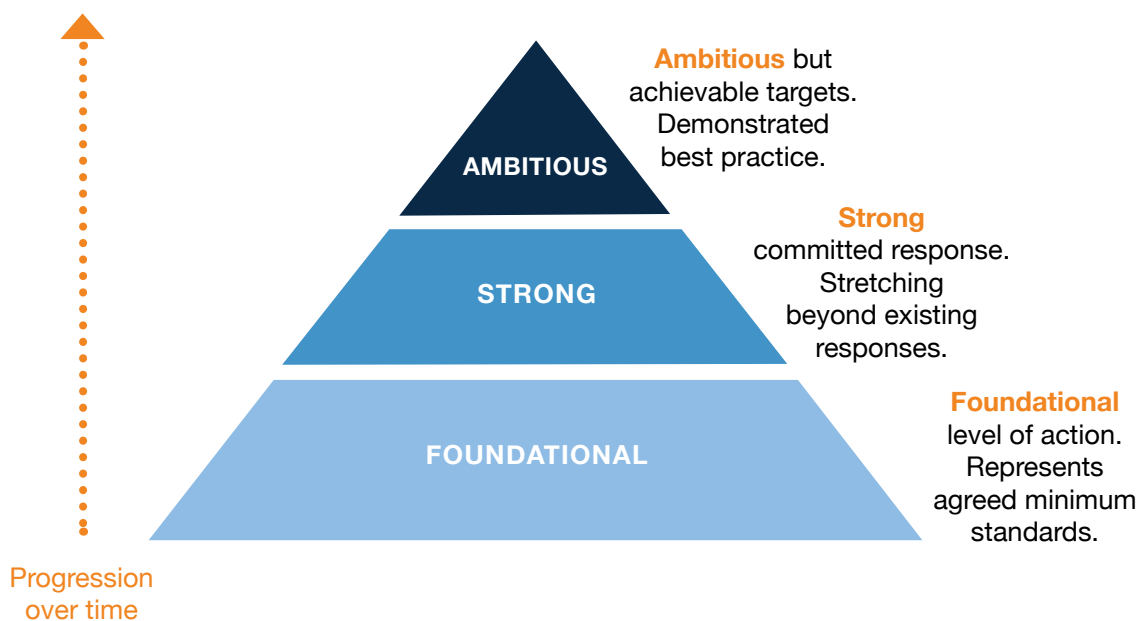 Ambitious but
achievable targets.
Demonstrated
best practice.
AMBITIOUS
Strong
committed response.
Stretching
beyond existing
responses.
STRONG
Foundational
level of action.
Represents
agreed minimum
standards.
FOUNDATIONAL
Progression
over time